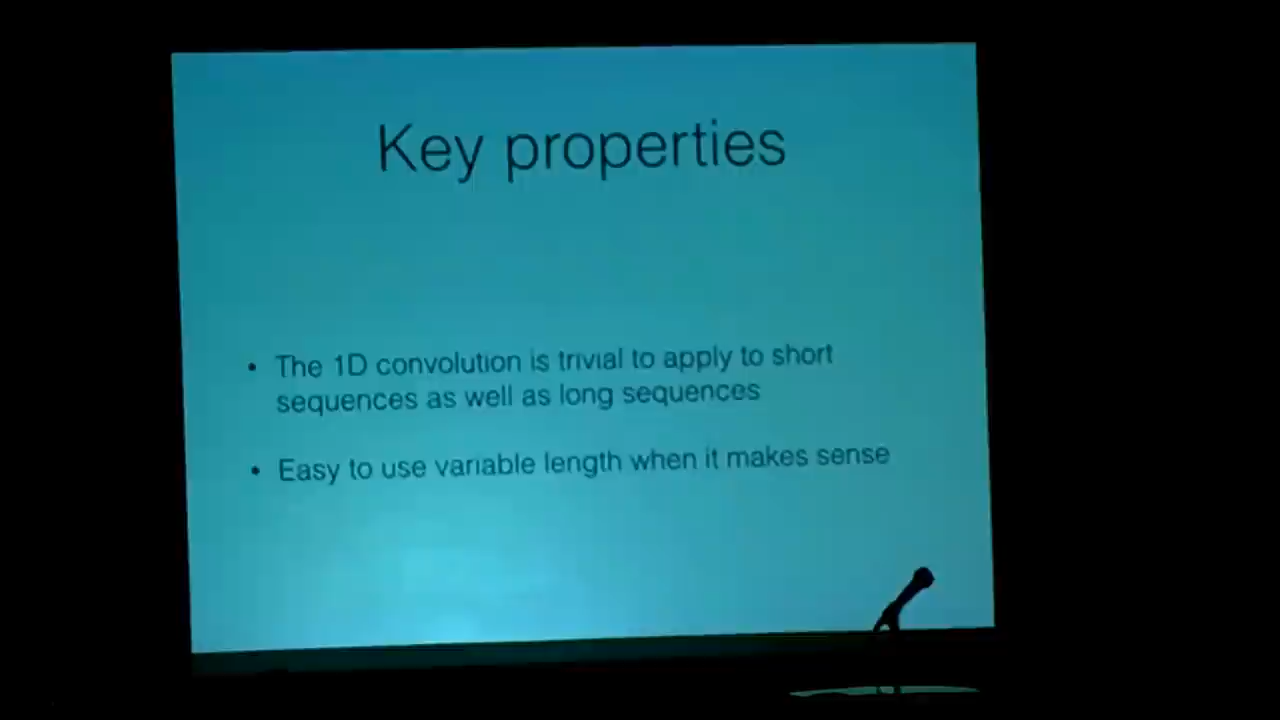 Key properties
• The 1D convolution is trivial to apply to short
sequences as well as long sequences
• Easy to use variable length when it makes sense